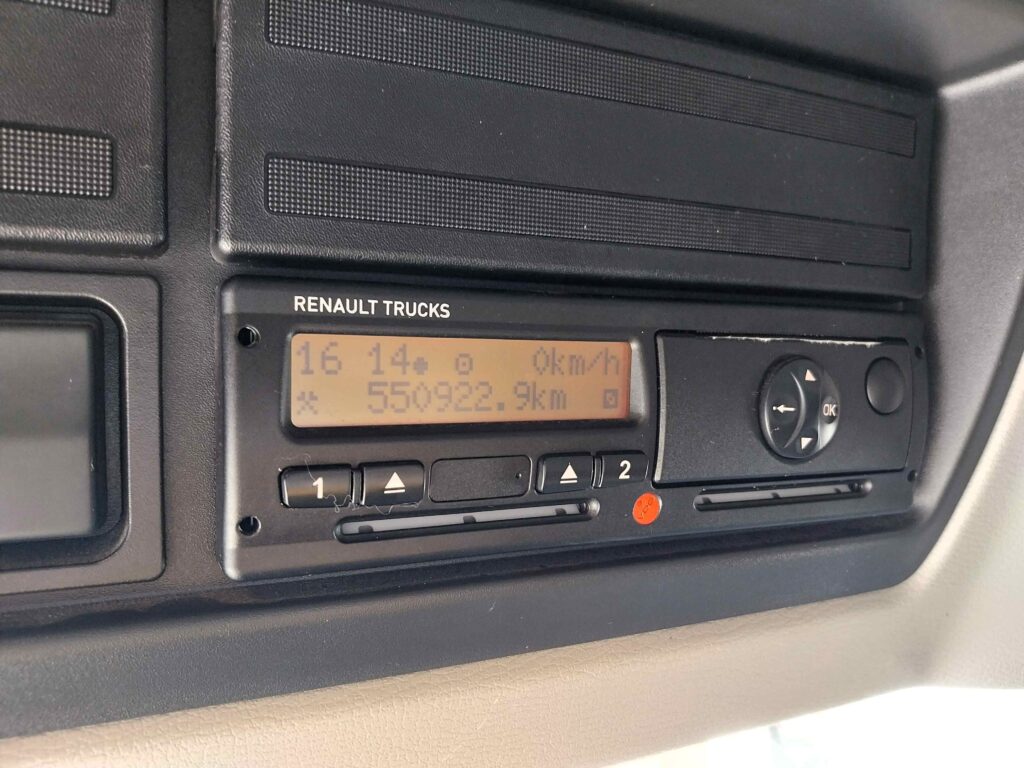 RENAULT TRUCKS
16 14 0km/h
550922.9km
1
2
OK